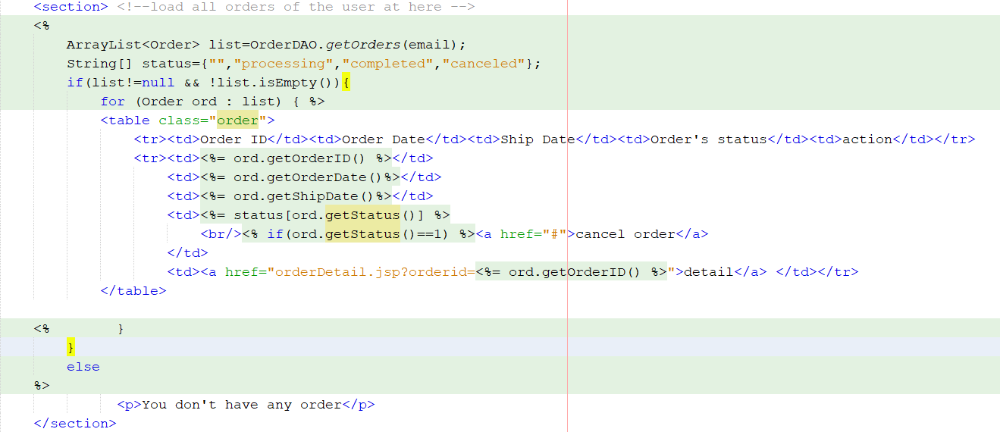 <section> <!--load all orders of the user at here -->
<%
ArrayList<Order> list=OrderDAO.getOrders(email);
String[] status={"","processing","completed","canceled"};
if(list!=null && !list.isEmpty()){
for (Order ord : list) { %>
<table class="order">
<tr><td>Order ID</td><td>Order Date</td><td>Ship Date</td><td>Order's status</td><td>action</td></tr>
<tr><td><%= ord.getOrderID() %></td>
<td><%= ord.getOrderDate()%></td>
<td><%= ord.getShipDate()%></td>
<td><%= status[ord.getStatus()] %>
<br/><% if(ord.getStatus()==1) %><a href="#">cancel order</a>
</td>
<td><a href="orderDetail.jsp?orderid=<%= ord.getOrderID() %>">detail</a> </td></tr>
</table>
<% }
}
else
%>
<p>You don't have any order</p>
</section>